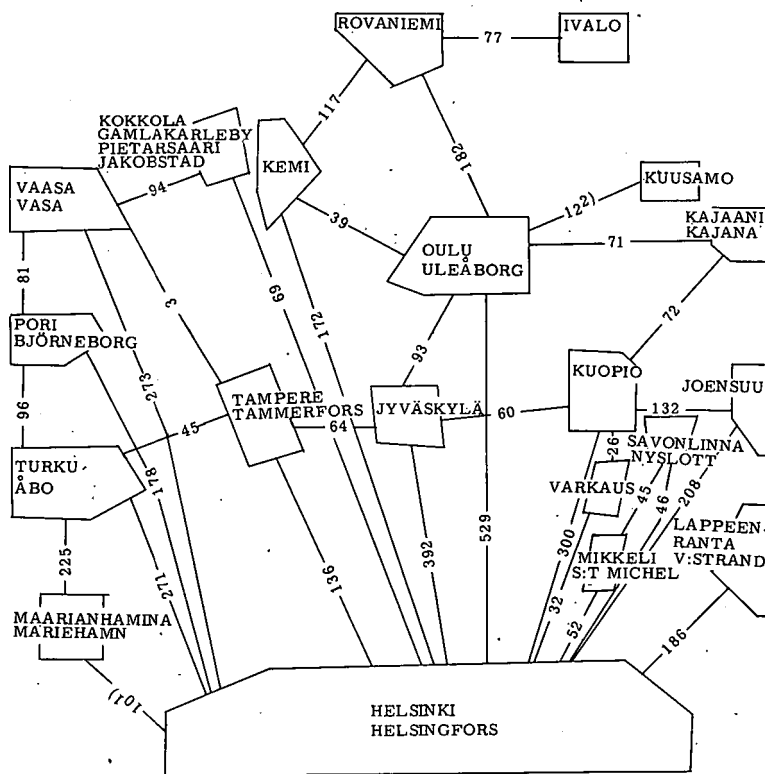 ROVANIEMI
77
IVALO
117
182
KOKKOLA
GAMLAKARLEBY
PIETARSAARI
JAKOBSTAD
KEMI
94
VAASA
VASA
39
122)
KUUSAMO
OULU
ULEÅBORG
71
KAJAANI
KAJANA
81
3
69
172
72
PORI
BJÖRNEBORG
273
93
KUOPIO
96
TAMPERE
TAMMERFORS
64
JYVÄSKYLÄ
60
132
JOENSUU
45
26
SAVONLINNA
NYSLOTT
TURKU
ÅBO
178
VARKAUS
45
46
208
225
271
136
392
529
300
32
MIKKELI
S:T MICHEL
52
LAPPEEN-
RANTA
V:STRAND
MAARIANHAMINA
MARIEHAMN
101)
186
HELSINKI
HELSINGFORS